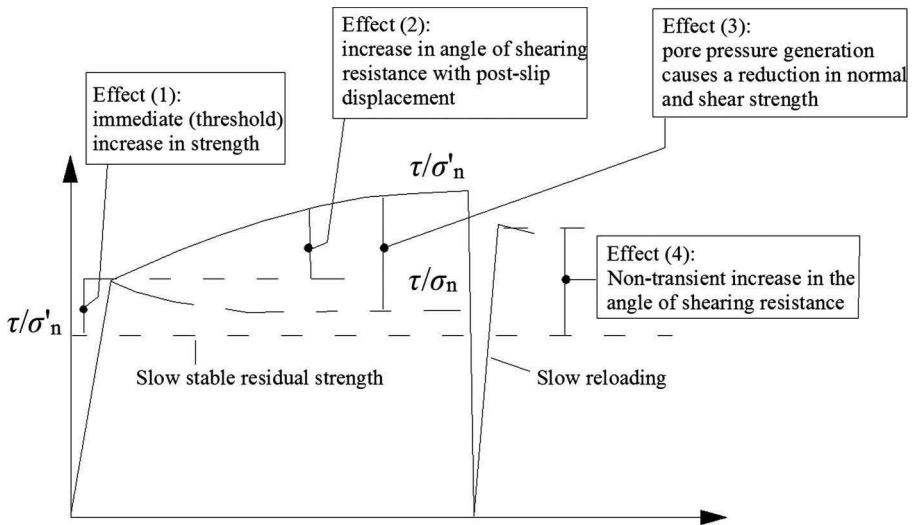 Effect (1):
immediate (threshold)
increase in strength
Effect (2):
increase in angle of shearing
resistance with post-slip
displacement
Effect (3):
pore pressure generation
causes a reduction in normal
and shear strength
τ/σ'n
Effect (4):
Non-transient increase in the
angle of shearing resistance
τ/σn
τ/σ'n
Slow stable residual strength
Slow reloading